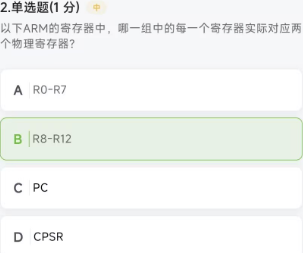 2.单选题(1 分) 中
以下ARM的寄存器中，哪一组中的每一个寄存器实际对应两
个物理寄存器？
A R0-R7
B R8-R12
C PC
D CPSR